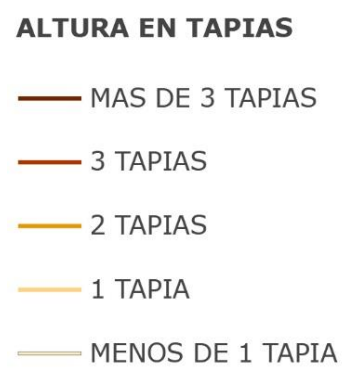 ALTURA EN TAPIAS
MAS DE 3 TAPIAS
3 TAPIAS
2 TAPIAS
1 TAPIA
MENOS DE 1 TAPIA